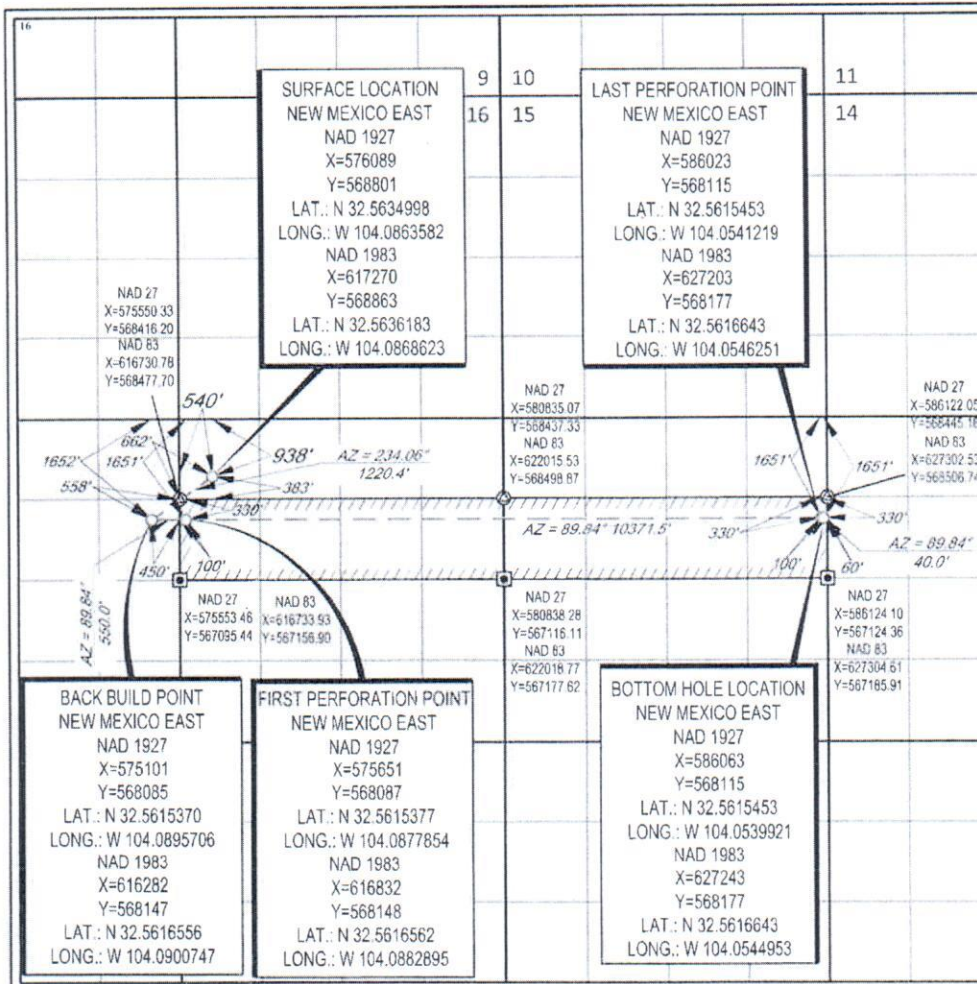 16
SURFACE LOCATION
NEW MEXICO EAST
NAD 1927
X=576089
Y=568801
LAT.: N 32.5634998
LONG.: W 104.0863582
NAD 1983
X=617270
Y=568863
LAT.: N 32.5636183
LONG.: W 104.0868623
9 10
16 15
LAST PERFORATION POINT
NEW MEXICO EAST
NAD 1927
X=586023
Y=568115
LAT.: N 32.5615453
LONG.: W 104.0541219
NAD 1983
X=627203
Y=568177
LAT.: N 32.5616643
LONG.: W 104.0546251
11
14
NAD 27
X=575550.33
Y=568416.20
NAD 83
X=616730.78
Y=568477.70
540'
662'
1652'
1651'
558'
938'
383'
330'
AZ = 234.06°
1220.4'
NAD 27
X=580835.07
Y=568437.33
NAD 83
X=622015.53
Y=568498.87
NAD 27
X=586122.05
Y=568445.18
NAD 83
X=627302.53
Y=568506.74
1651'
1651'
330'
330'
AZ = 89.84° 10371.5'
AZ = 89.84°
40.0'
100'
60'
450'
100'
AZ = 89.84°
550.0'
NAD 27
X=575553.46
Y=567095.44
NAD 83
X=616733.93
Y=567156.90
NAD 27
X=580838.28
Y=567116.11
NAD 83
X=622018.77
Y=567177.62
NAD 27
X=586124.10
Y=567124.36
NAD 83
X=627304.61
Y=567185.91
BACK BUILD POINT
NEW MEXICO EAST
NAD 1927
X=575101
Y=568085
LAT.: N 32.5615370
LONG.: W 104.0895706
NAD 1983
X=616282
Y=568147
LAT.: N 32.5616556
LONG.: W 104.0900747
FIRST PERFORATION POINT
NEW MEXICO EAST
NAD 1927
X=575651
Y=568087
LAT.: N 32.5615377
LONG.: W 104.0877854
NAD 1983
X=616832
Y=568148
LAT.: N 32.5616562
LONG.: W 104.0882895
BOTTOM HOLE LOCATION
NEW MEXICO EAST
NAD 1927
X=586063
Y=568115
LAT.: N 32.5615453
LONG.: W 104.0539921
NAD 1983
X=627243
Y=568177
LAT.: N 32.5616643
LONG.: W 104.0544953